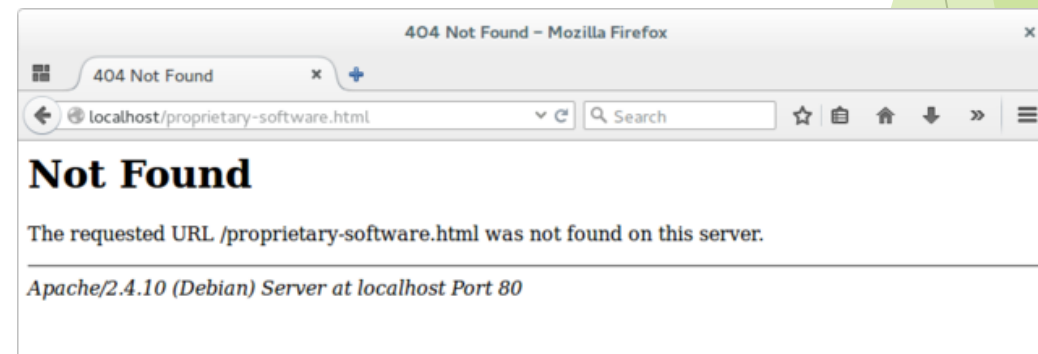 404 Not Found – Mozilla Firefox
404 Not Found
localhost/proprietary-software.html
Search
Not Found
The requested URL /proprietary-software.html was not found on this server.
Apache/2.4.10 (Debian) Server at localhost Port 80